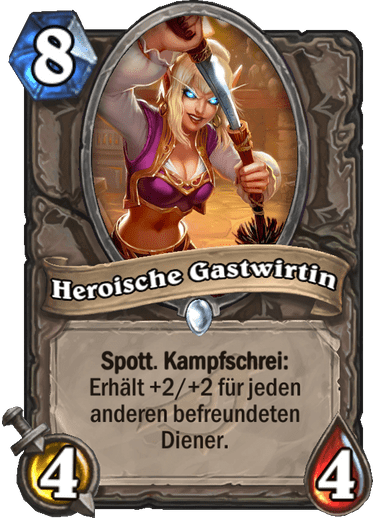 8
Heroische Gastwirtin
Spott. Kampfschrei:
Erhält +2/+2 für jeden
anderen befreundeten
Diener.
4
4